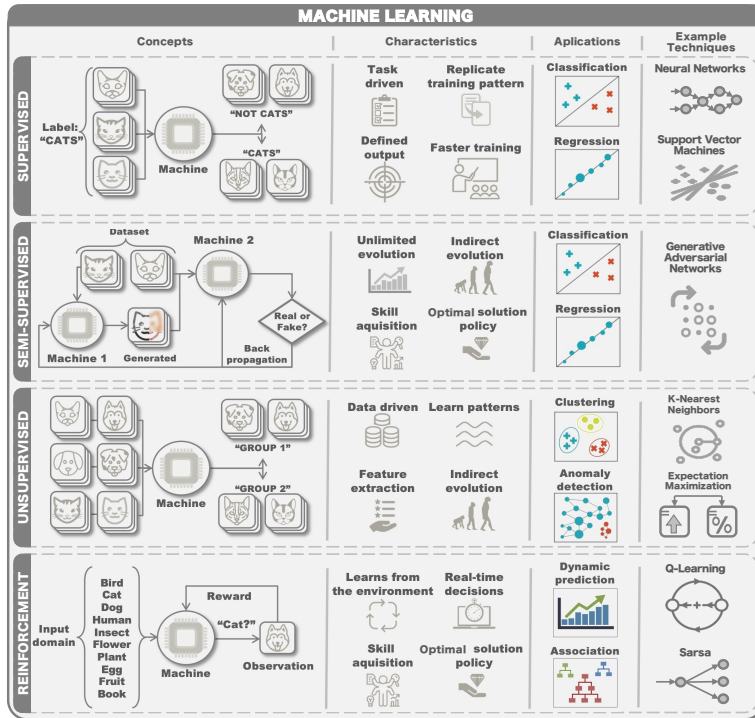 MACHINE LEARNING
Concepts
Characteristics
Aplications
Example
Techniques
SUPERVISED
Label:
“CATS”
Machine
“NOT CATS”
“CATS”
Task
driven
Replicate
training pattern
Defined
output
Faster training
Classification
Regression
Neural Networks
Support Vector
Machines
SEMI-SUPERVISED
Dataset
Machine 2
Machine 1
Generated
Real or
Fake?
Back
propagation
Unlimited
evolution
Indirect
evolution
Skill
aquisition
Optimal solution
policy
Classification
Regression
Generative
Adversarial
Networks
UNSUPERVISED
Machine
“GROUP 1”
“GROUP 2”
Data driven
Learn patterns
Feature
extraction
Indirect
evolution
Clustering
Anomaly
detection
K-Nearest
Neighbors
Expectation
Maximization
%
REINFORCEMENT
Input
domain
Bird
Cat
Dog
Human
Insect
Flower
Plant
Egg
Fruit
Book
Machine
Reward
“Cat?”
Observation
Learns from
the environment
Real-time
decisions
Skill
aquisition
Optimal solution
policy
Dynamic
prediction
Association
Q-Learning
Sarsa